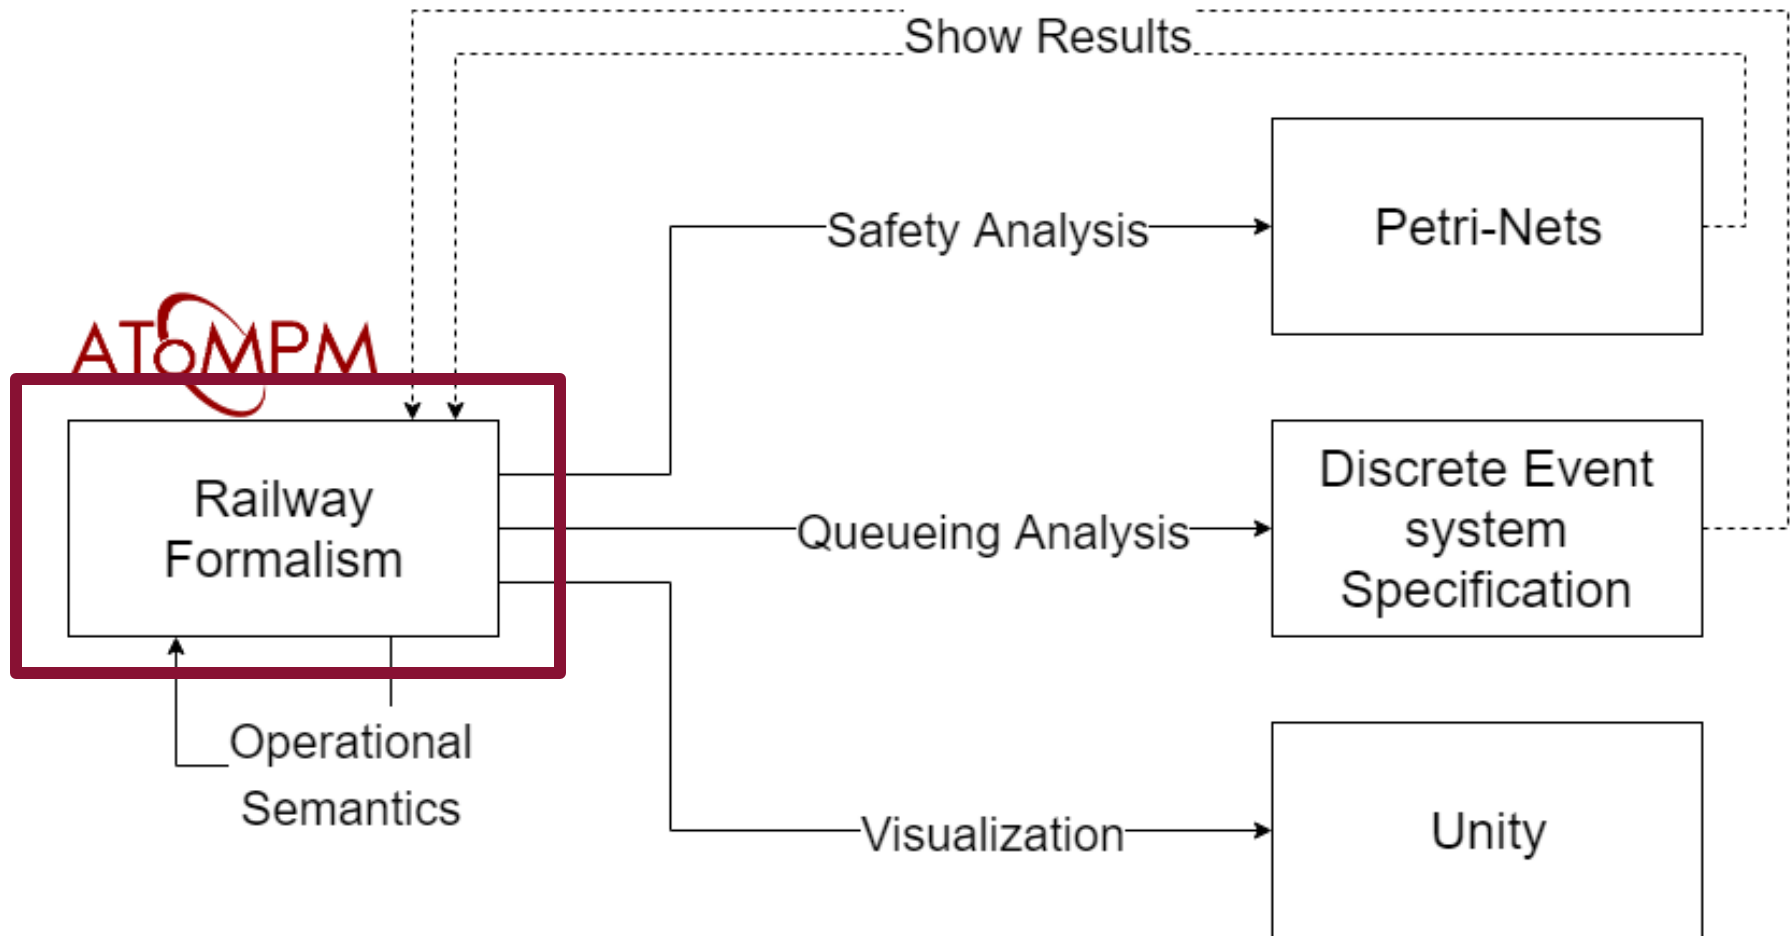 Show Results
Safety Analysis
Petri-Nets
AToMPM
Railway
Formalism
Queueing Analysis
Discrete Event
system
Specification
Operational
Semantics
Visualization
Unity